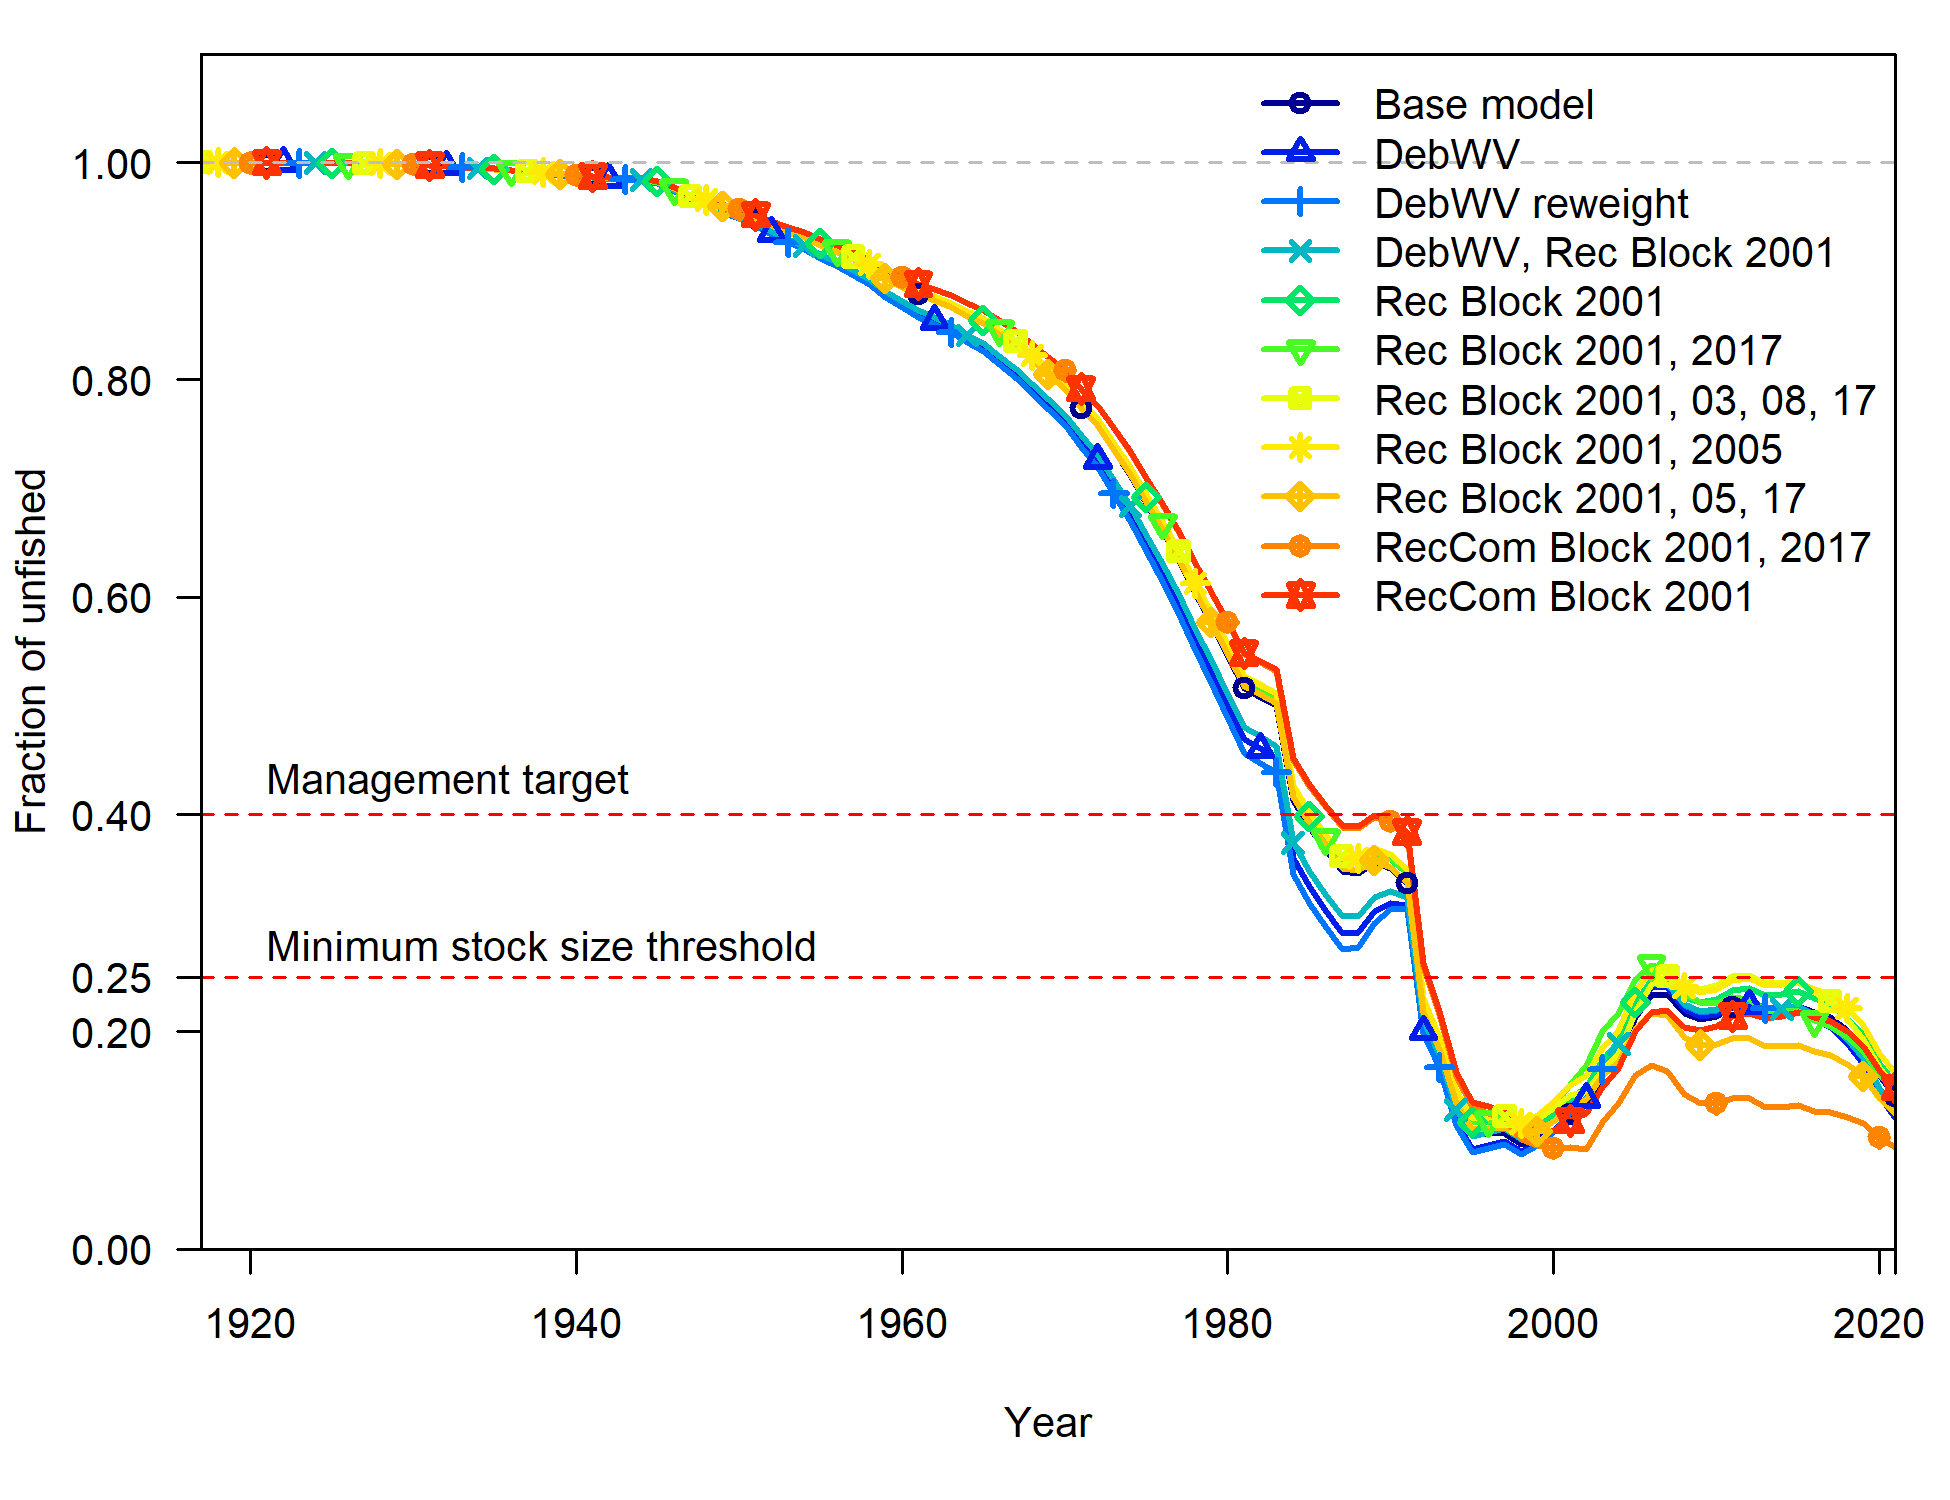 Base model
DebWV
DebWV reweight
DebWV, Rec Block 2001
Rec Block 2001
Rec Block 2001, 2017
Rec Block 2001, 03, 08, 17
Rec Block 2001, 2005
Rec Block 2001, 05, 17
RecCom Block 2001, 2017
RecCom Block 2001
Management target
Minimum stock size threshold
Fraction of unfished
1.00
0.80
0.60
0.40
0.25
0.20
0.00
1920 1940 1960 1980 2000 2020
Year